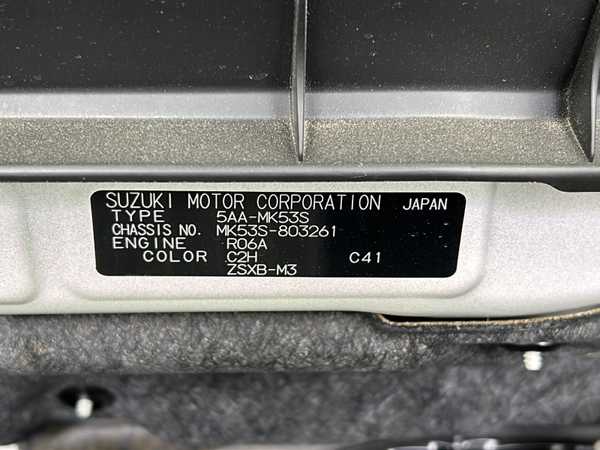 SUZUKI MOTOR CORPORATION JAPAN
TYPE 5AA-MK53S
CHASSIS NO. MK53S-803261
ENGINE R06A
COLOR C2H C41
ZSXB-M3